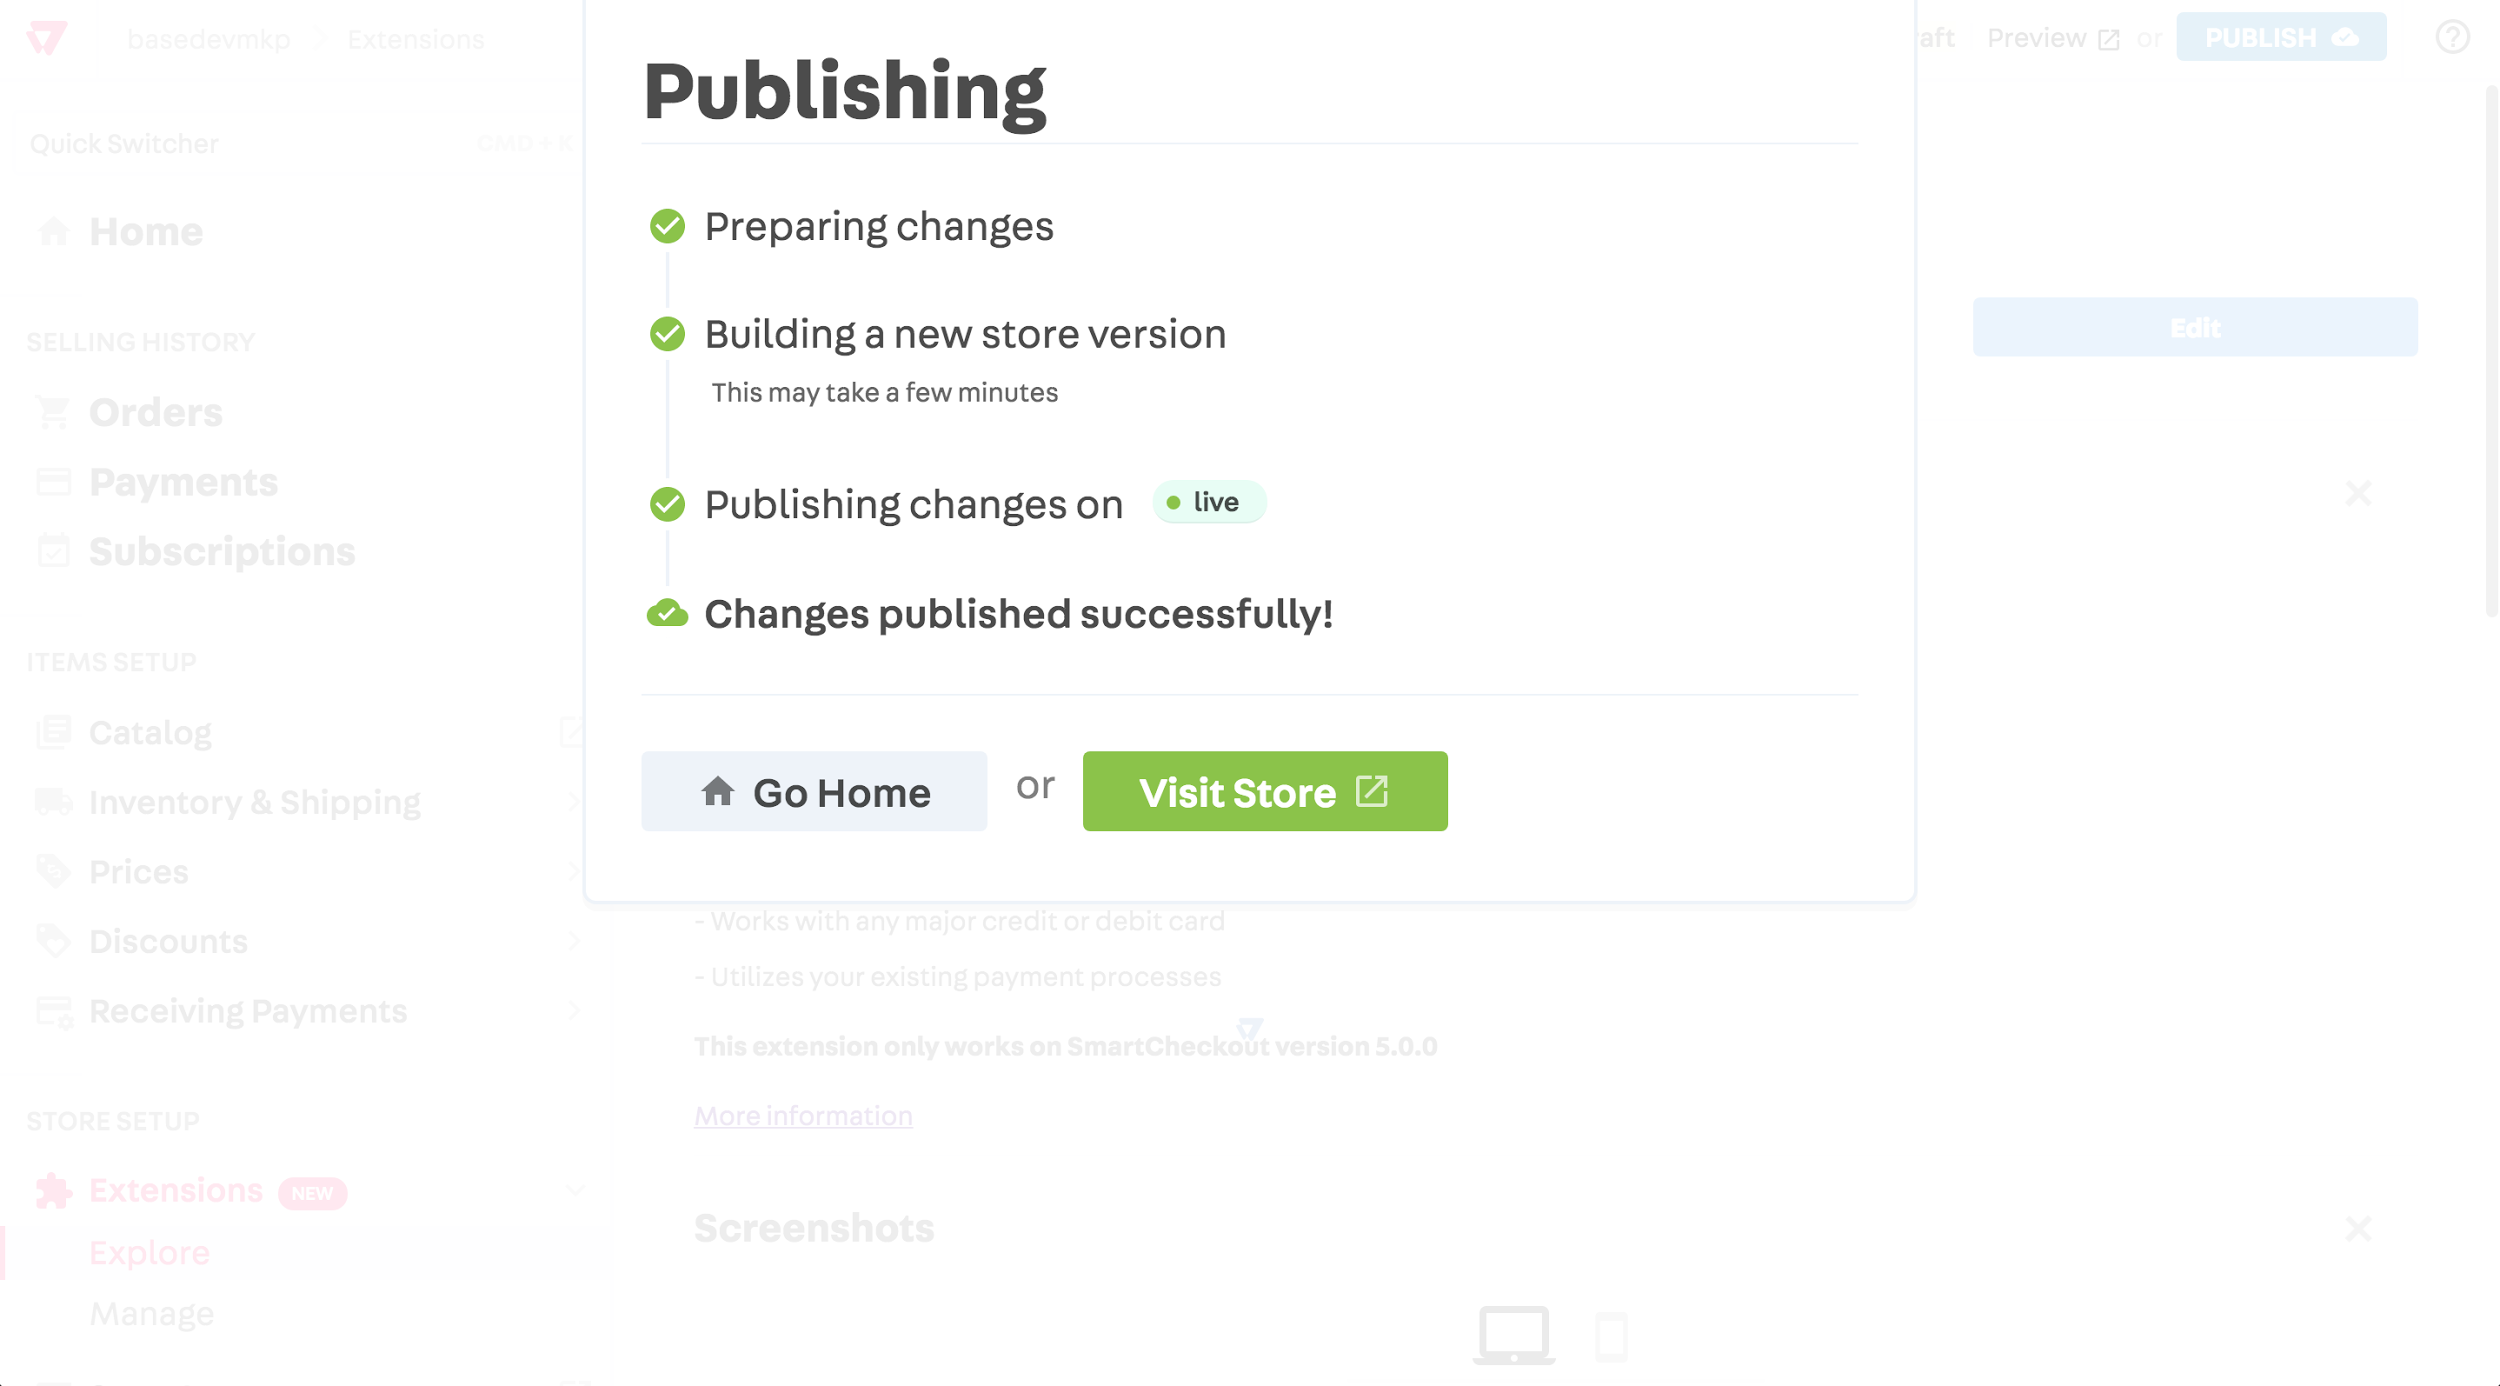 basedevmkp
Extensions
aft
Preview
or
PUBLISH
Quick Switcher
CMD + K
Home
SELLING HISTORY
Orders
Payments
Subscriptions
ITEMS SETUP
Catalog
Inventory & Shipping
Prices
Discounts
Receiving Payments
STORE SETUP
Extensions NEW
Explore
Manage
Publishing
Preparing changes
Building a new store version
This may take a few minutes
Publishing changes on live
Changes published successfully!
Go Home or Visit Store
Edit
- Works with any major credit or debit card
- Utilizes your existing payment processes
This extension only works on SmartCheckout version 5.0.0
More information
Screenshots